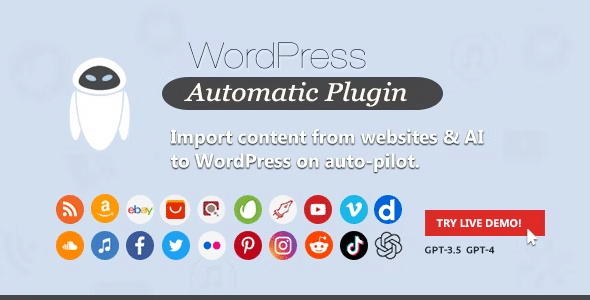 WordPress
Automatic Plugin
Import content from websites & AI
to WordPress on auto-pilot.
ebay
TRY LIVE DEMO!
GPT-3.5 GPT-4